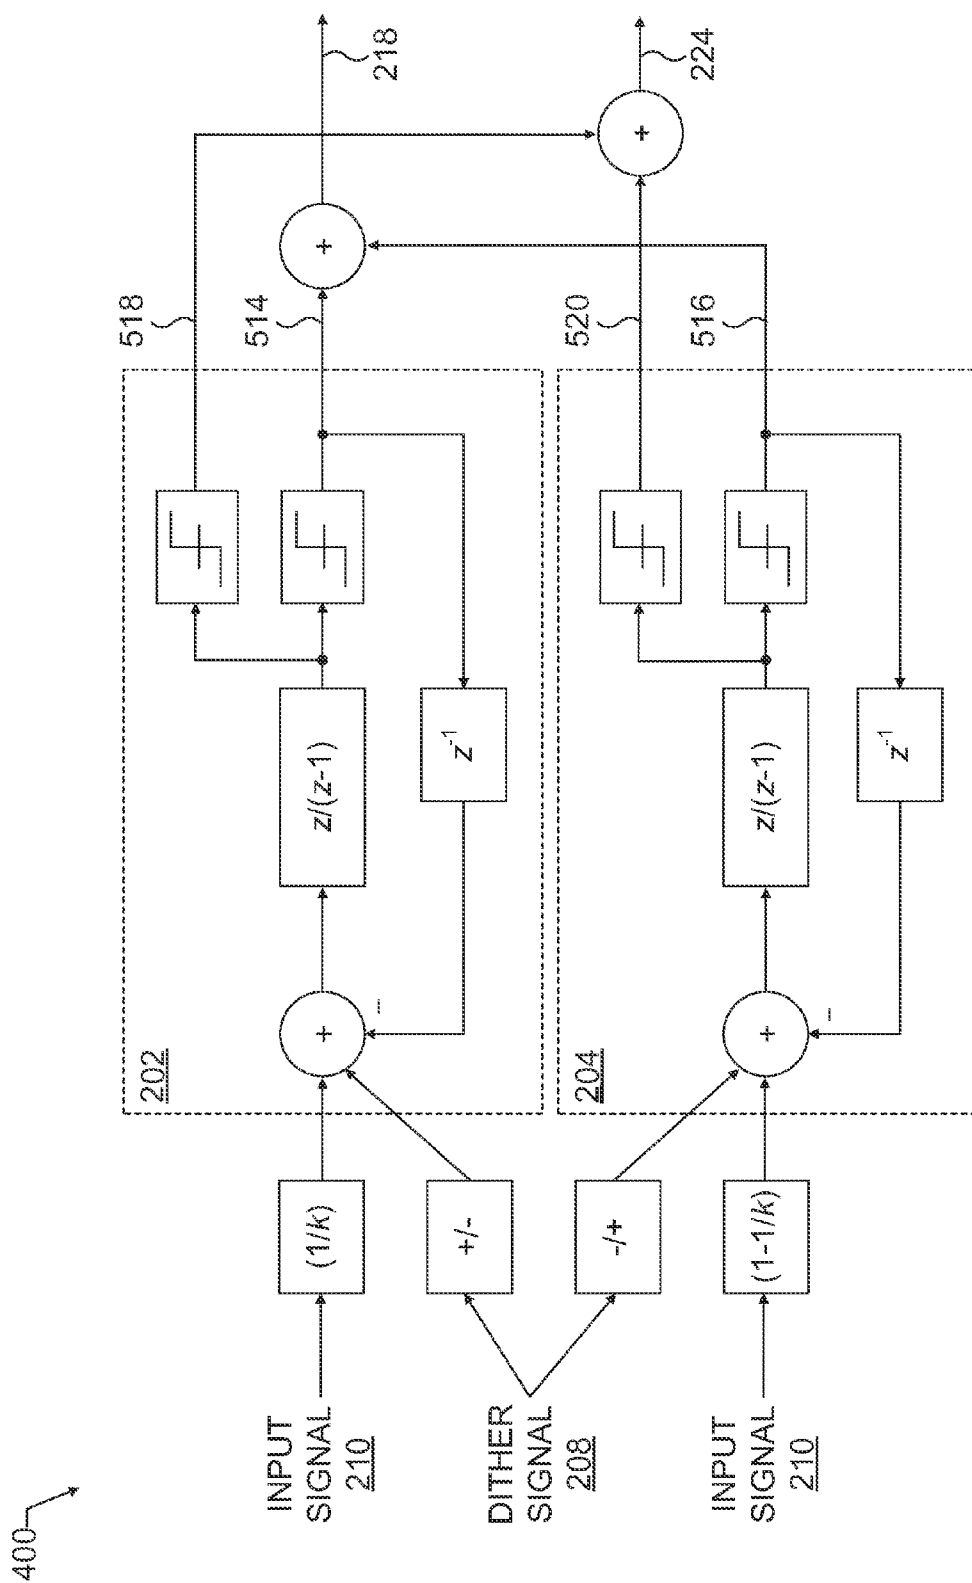 400
INPUT
SIGNAL
210
(1/k)
DITHER
SIGNAL
208
+/-
-/+
INPUT
SIGNAL
210
(1-1/k)
202
+
−
z/(z-1)
z-1
518
514
+
218
204
+
−
z/(z-1)
z-1
520
516
+
224